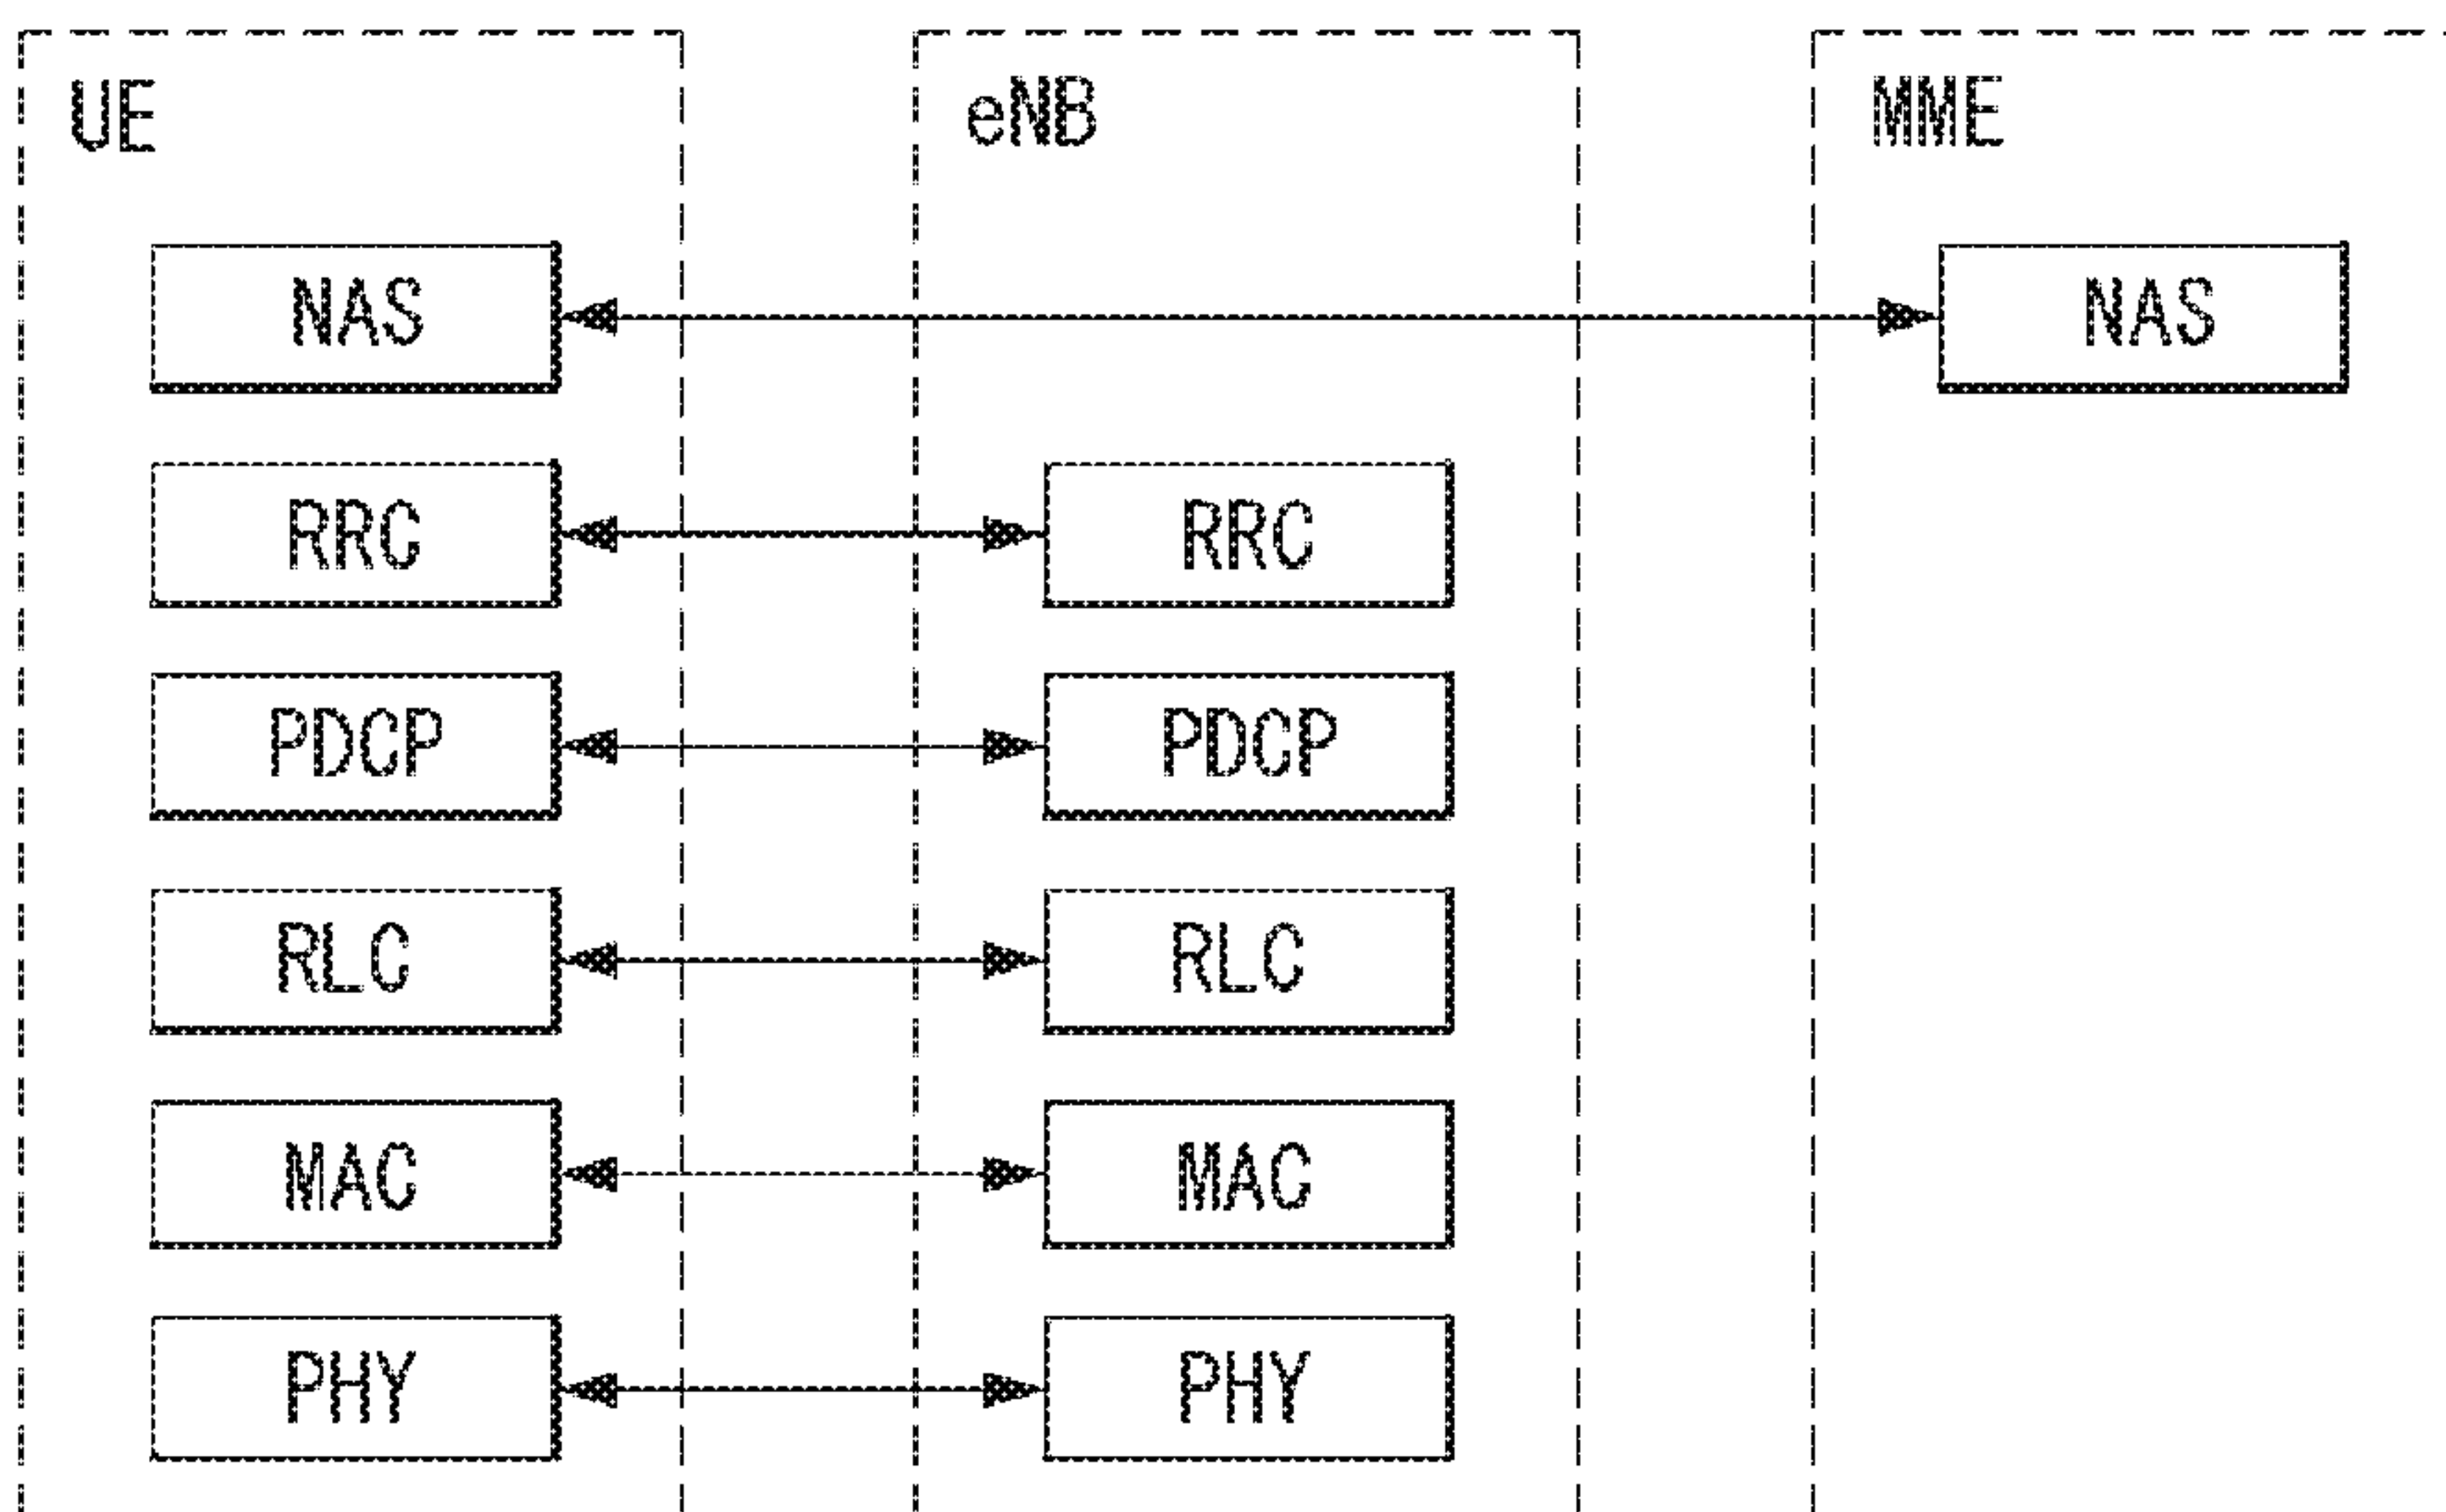 UE eNB MME
NAS NAS
RRC RRC
PDCP PDCP
RLC RLC
MAC MAC
PHY PHY